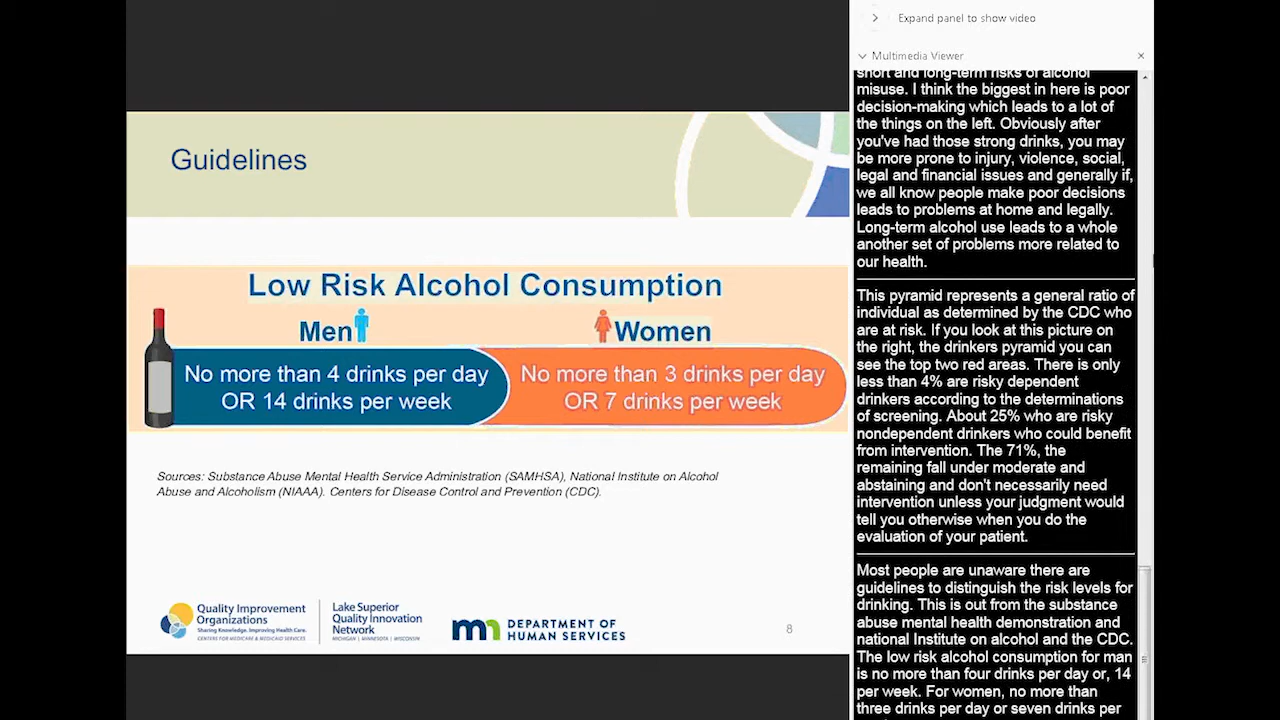 Guidelines
Low Risk Alcohol Consumption
Men
Women
No more than 4 drinks per day
OR 14 drinks per week
No more than 3 drinks per day
OR 7 drinks per week
Sources: Substance Abuse Mental Health Service Administration (SAMHSA), National Institute on Alcohol
Abuse and Alcoholism (NIAAA). Centers for Disease Control and Prevention (CDC).
Quality Improvement
Organizations
Sharing Knowledge. Improving Health Care.
CENTERS FOR MEDICARE & MEDICAID SERVICES
Lake Superior
Quality Innovation
Network
MICHIGAN | MINNESOTA | WISCONSIN
mn
DEPARTMENT OF
HUMAN SERVICES
8
Expand panel to show video
Multimedia Viewer
short and long-term risks of alcohol
misuse. I think the biggest in here is poor
decision-making which leads to a lot of
the things on the left. Obviously after
you've had those strong drinks, you may
be more prone to injury, violence, social,
legal and financial issues and generally if,
we all know people make poor decisions
leads to problems at home and legally.
Long-term alcohol use leads to a whole
another set of problems more related to
our health.
This pyramid represents a general ratio of
individual as determined by the CDC who
are at risk. If you look at this picture on
the right, the drinkers pyramid you can
see the top two red areas. There is only
less than 4% are risky dependent
drinkers according to the determinations
of screening. About 25% who are risky
nondependent drinkers who could benefit
from intervention. The 71%, the
remaining fall under moderate and
abstaining and don't necessarily need
intervention unless your judgment would
tell you otherwise when you do the
evaluation of your patient.
Most people are unaware there are
guidelines to distinguish the risk levels for
drinking. This is out from the substance
abuse mental health demonstration and
national institute on alcohol and the CDC.
The low risk alcohol consumption for man
is no more than four drinks per day or, 14
per week. For women, no more than
three drinks per day or seven drinks per